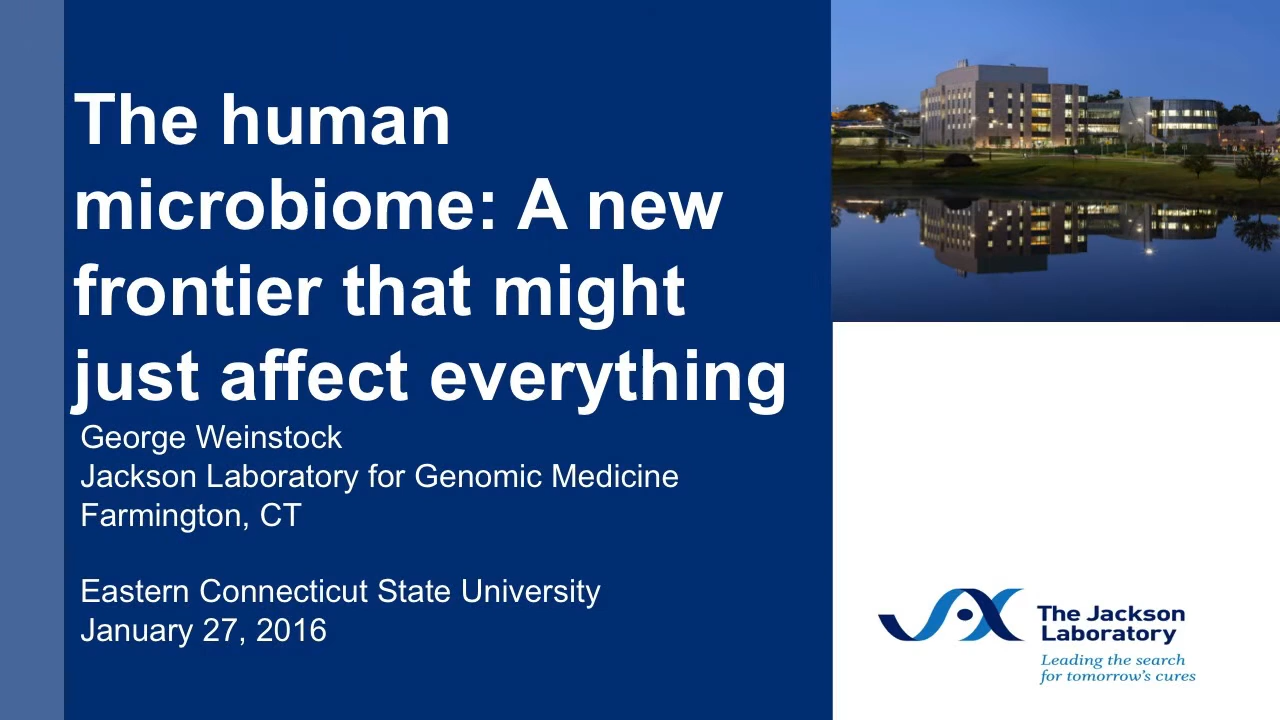 The human
microbiome: A new
frontier that might
just affect everything
George Weinstock
Jackson Laboratory for Genomic Medicine
Farmington, CT
Eastern Connecticut State University
January 27, 2016
JAX
The Jackson
Laboratory
Leading the search
for tomorrow's cures